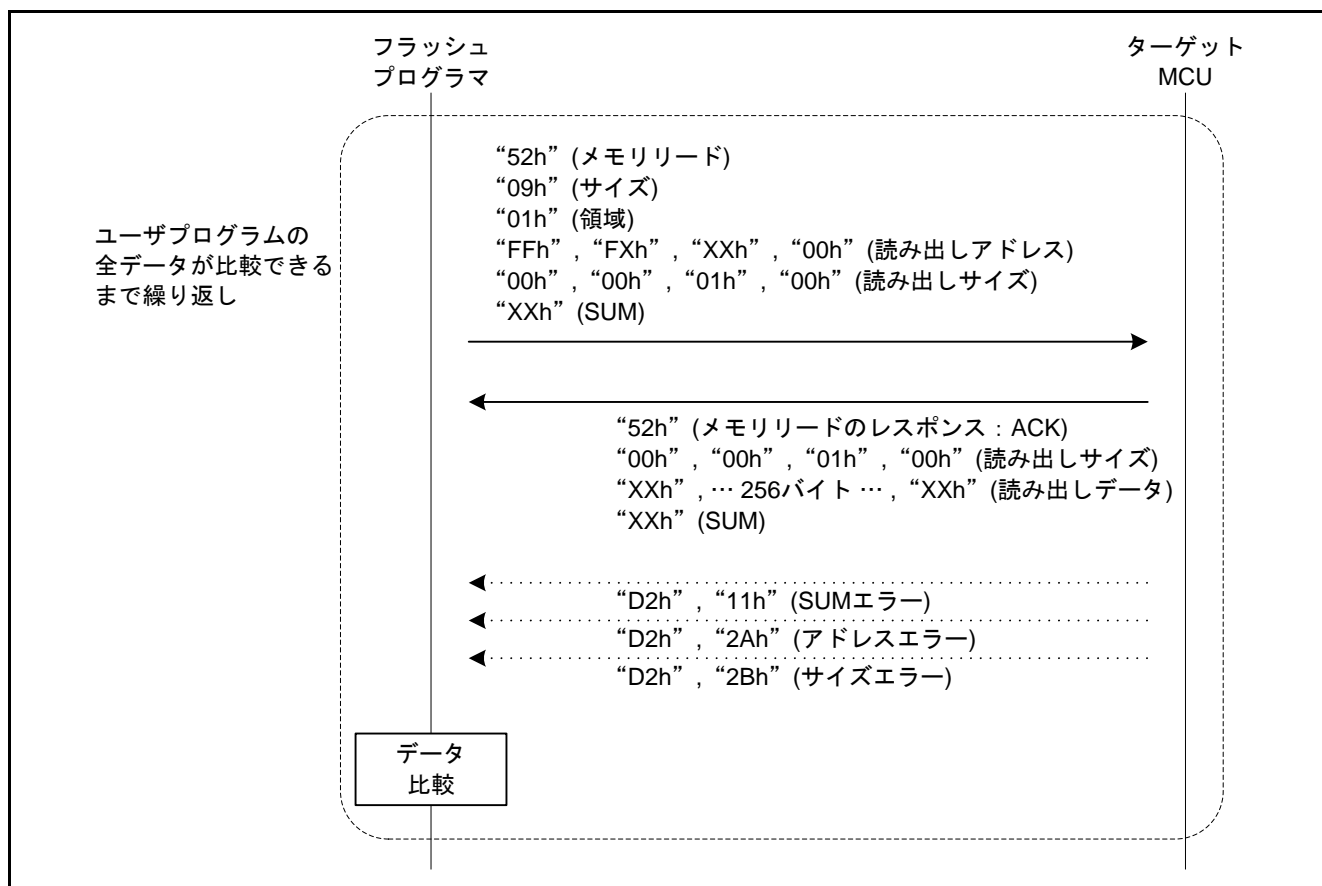 フラッシュ
プログラマ
ターゲット
MCU
ユーザプログラムの
全データが比較できる
まで繰り返し
“52h” (メモリリード)
“09h” (サイズ)
“01h” (領域)
“FFh” , “FXh” , “XXh” , “00h” (読み出しアドレス)
“00h” , “00h” , “01h” , “00h” (読み出しサイズ)
“XXh” (SUM)
“52h” (メモリリードのレスポンス：ACK)
“00h” , “00h” , “01h” , “00h” (読み出しサイズ)
“XXh” , … 256バイト … , “XXh” (読み出しデータ)
“XXh” (SUM)
“D2h” , “11h” (SUMエラー)
“D2h” , “2Ah” (アドレスエラー)
“D2h” , “2Bh” (サイズエラー)
データ
比較